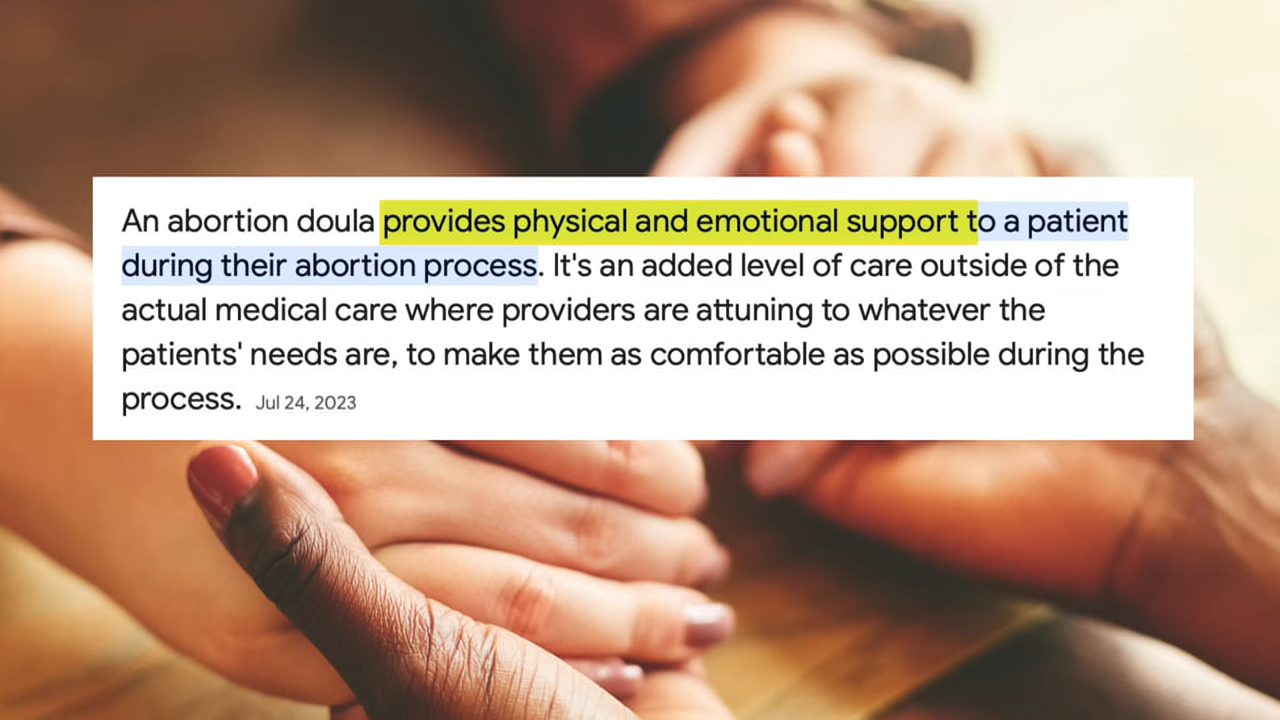 An abortion doula provides physical and emotional support to a patient
during their abortion process. It's an added level of care outside of the
actual medical care where providers are attuning to whatever the
patients' needs are, to make them as comfortable as possible during the
process. Jul 24, 2023